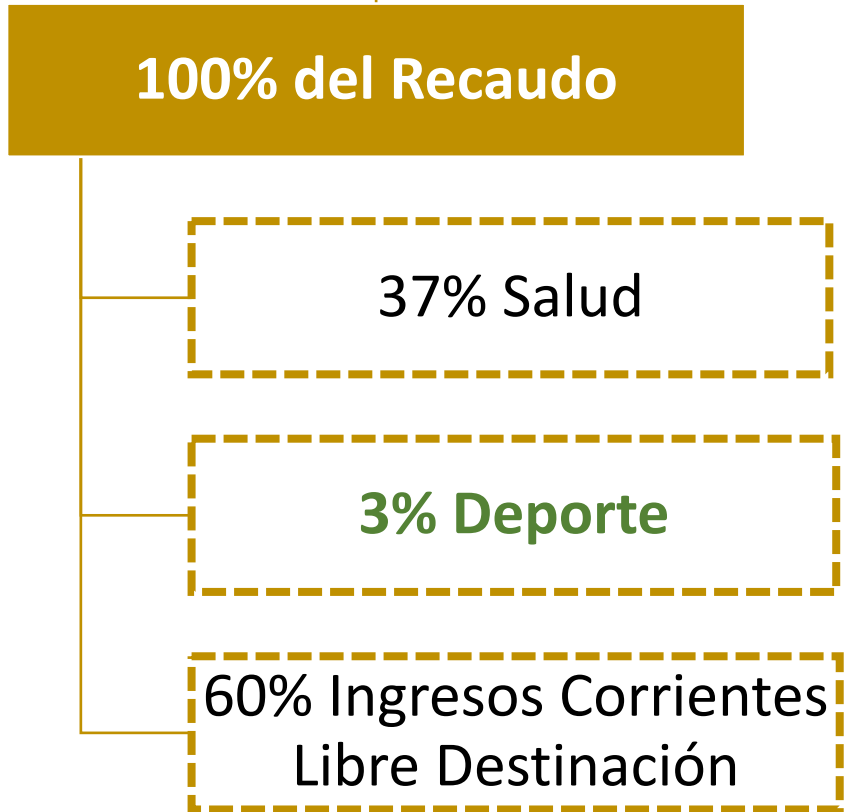 100% del Recaudo
37% Salud
3% Deporte
60% Ingresos Corrientes
Libre Destinación